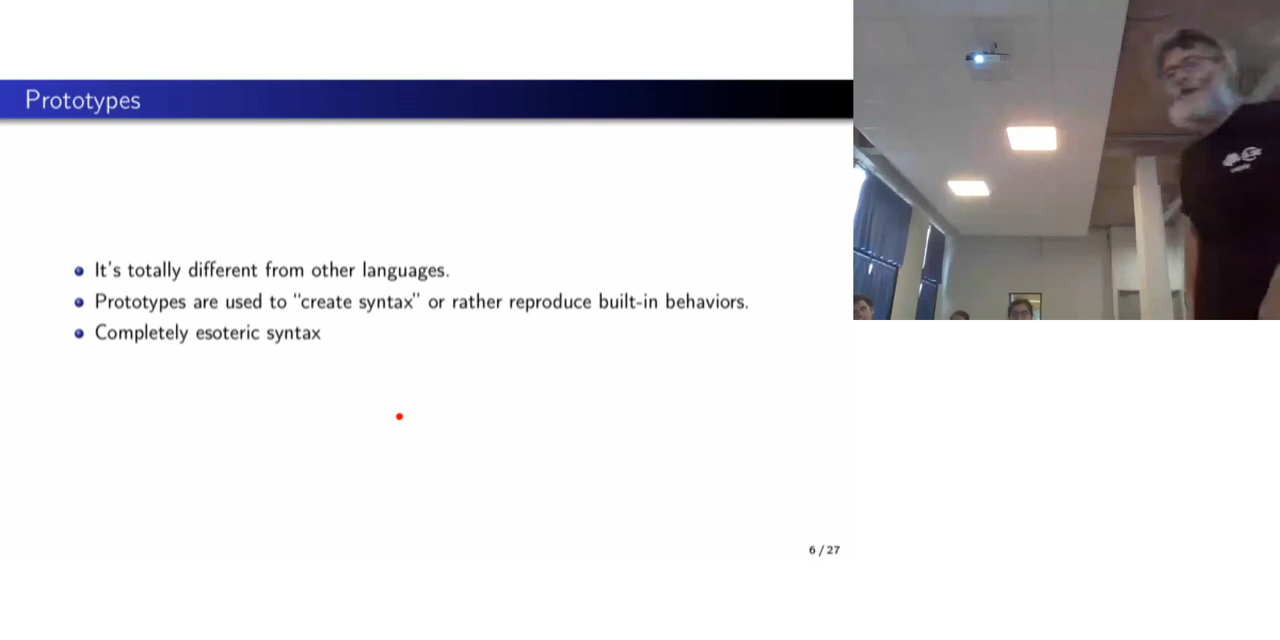 Prototypes
It's totally different from other languages.
Prototypes are used to "create syntax" or rather reproduce built-in behaviors.
Completely esoteric syntax
6 / 27